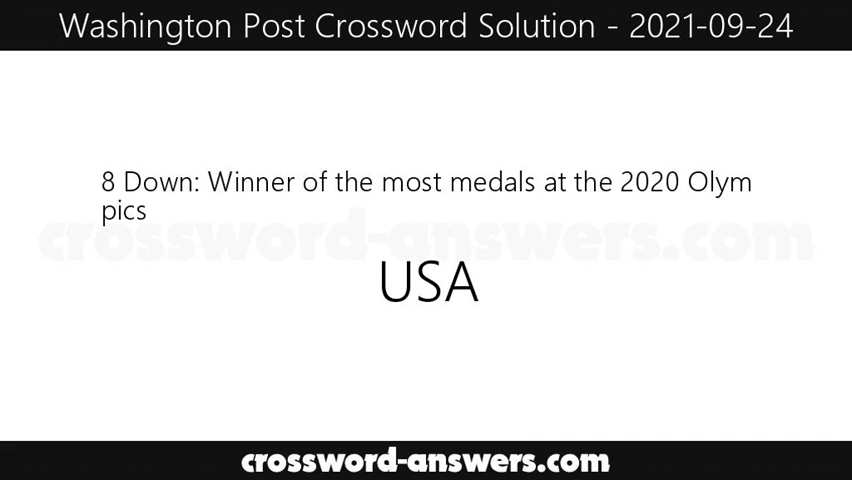 Washington Post Crossword Solution - 2021-09-24
8 Down: Winner of the most medals at the 2020 Olym
pics
crossword-answers.com
USA
crossword-answers.com